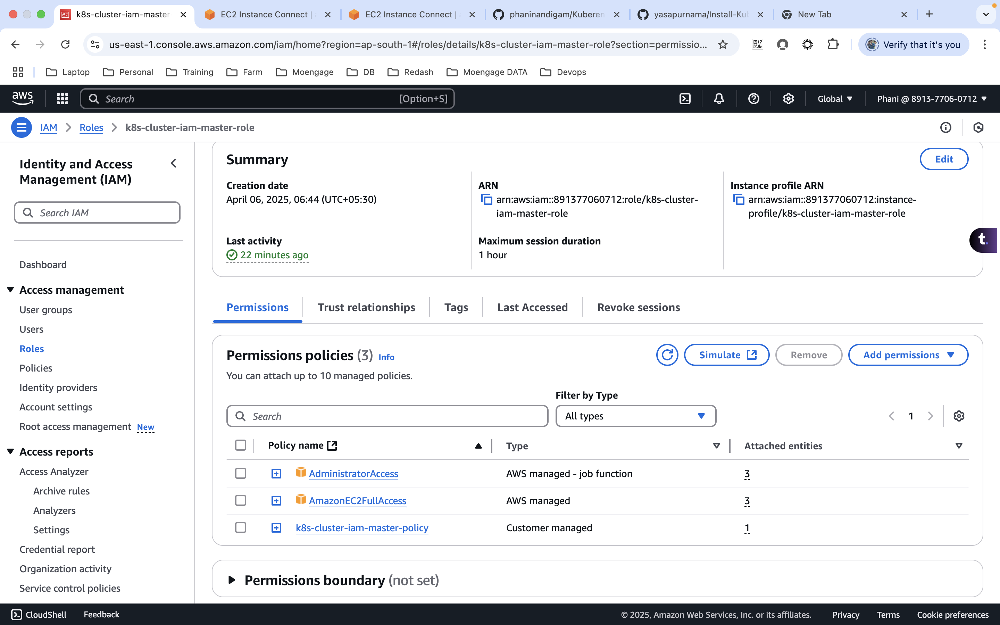 k8s-cluster-iam-master-
EC2 Instance Connect |
EC2 Instance Connect |
phaninandigam/Kuberen
yasapurnama/Install-Ku
New Tab
us-east-1.console.aws.amazon.com/iam/home?region=ap-south-1#/roles/details/k8s-cluster-iam-master-role?section=permissio...
Verify that it's you
Laptop
Personal
Training
Farm
Moengage
DB
Redash
Moengage DATA
Devops
aws
Search
[Option+S]
Global
Phani @ 8913-7706-0712
IAM
Roles
k8s-cluster-iam-master-role
Identity and Access
Management (IAM)
Search IAM
Dashboard
Access management
User groups
Users
Roles
Policies
Identity providers
Account settings
Root access management New
Access reports
Access Analyzer
Archive rules
Analyzers
Settings
Credential report
Organization activity
Service control policies
Summary
Edit
Creation date
April 06, 2025, 06:44 (UTC+05:30)
ARN
arn:aws:iam::891377060712:role/k8s-cluster-
iam-master-role
Instance profile ARN
arn:aws:iam::891377060712:instance-
profile/k8s-cluster-iam-master-role
Last activity
22 minutes ago
Maximum session duration
1 hour
t.
Permissions
Trust relationships
Tags
Last Accessed
Revoke sessions
Permissions policies (3) Info
Simulate
Remove
Add permissions
You can attach up to 10 managed policies.
Filter by Type
Search
All types
1
Policy name
Type
Attached entities
AdministratorAccess
AWS managed - job function
3
AmazonEC2FullAccess
AWS managed
3
k8s-cluster-iam-master-policy
Customer managed
1
Permissions boundary (not set)
CloudShell
Feedback
© 2025, Amazon Web Services, Inc. or its affiliates.
Privacy
Terms
Cookie preferences